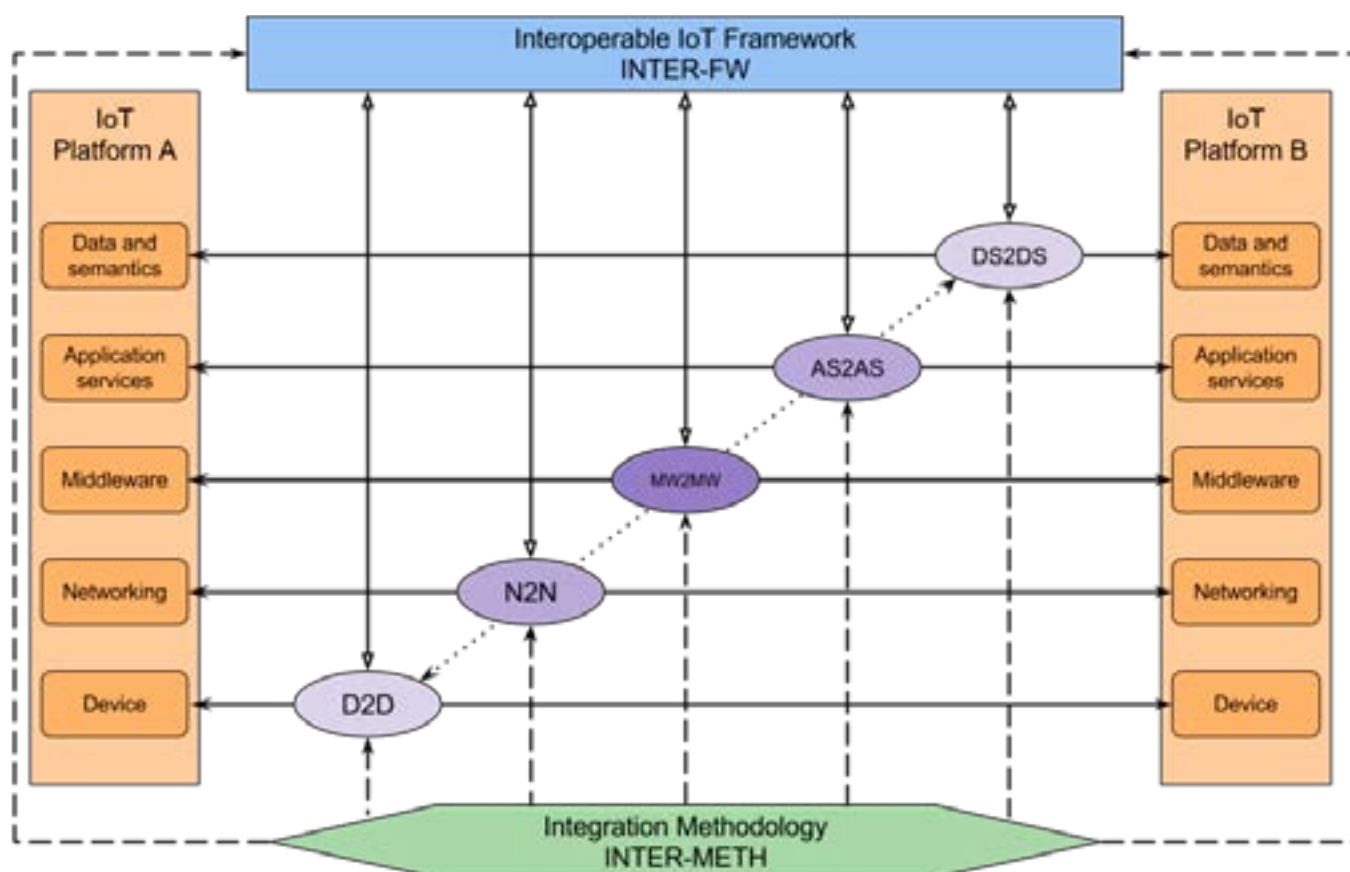 Interoperable IoT Framework
INTER-FW
IoT
Platform A
IoT
Platform B
Data and
semantics
DS2DS
Data and
semantics
Application
services
AS2AS
Application
services
Middleware
MW2MW
Middleware
Networking
N2N
Networking
Device
D2D
Device
Integration Methodology
INTER-METH